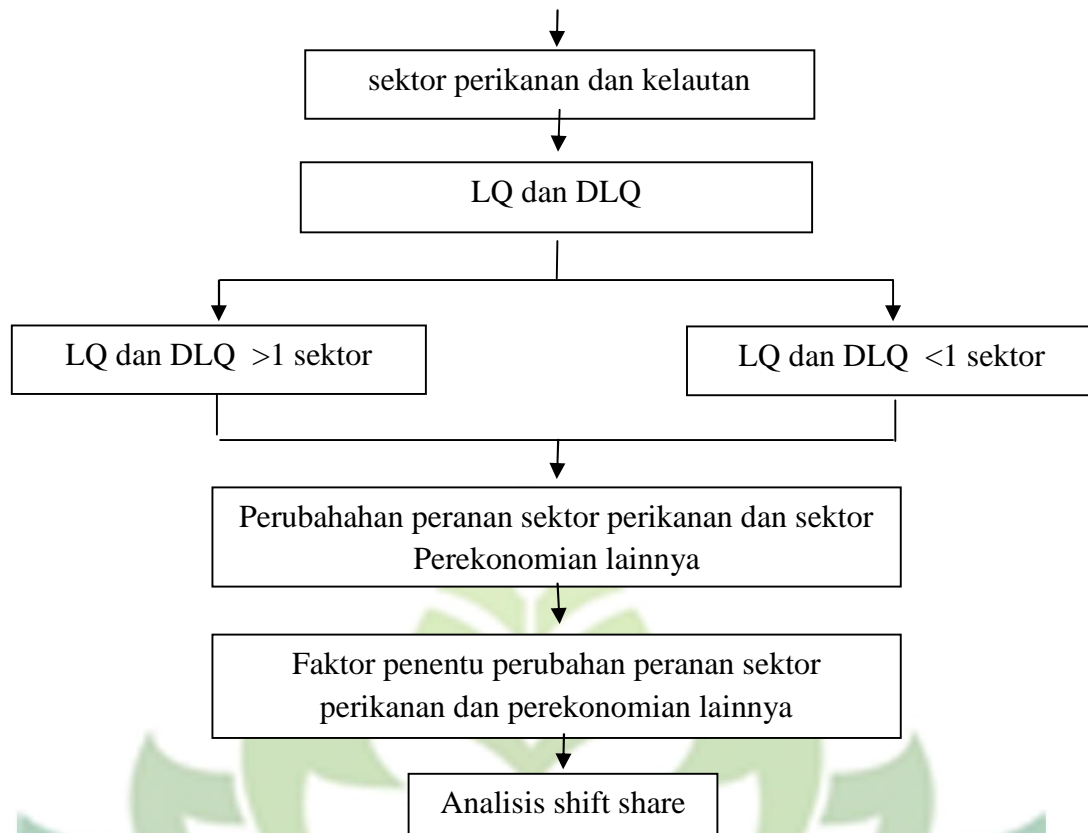 sektor perikanan dan kelautan
LQ dan DLQ
LQ dan DLQ >1 sektor
LQ dan DLQ <1 sektor
Perubahahan peranan sektor perikanan dan sektor
Perekonomian lainnya
Faktor penentu perubahan peranan sektor
perikanan dan perekonomian lainnya
Analisis shift share